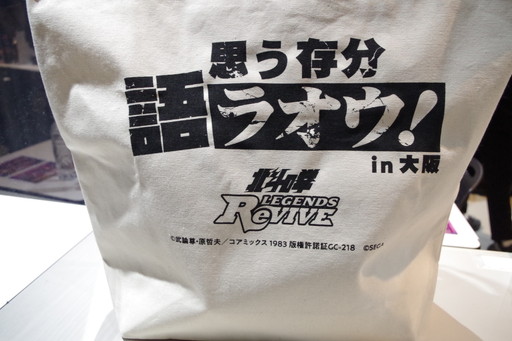 思う存分
語ラオウ!
in 大阪
北斗の拳
LEGENDS
ReVIVE
©武論尊・原哲夫/コアミックス 1983 版権許諾証GC-218 ©SEGA